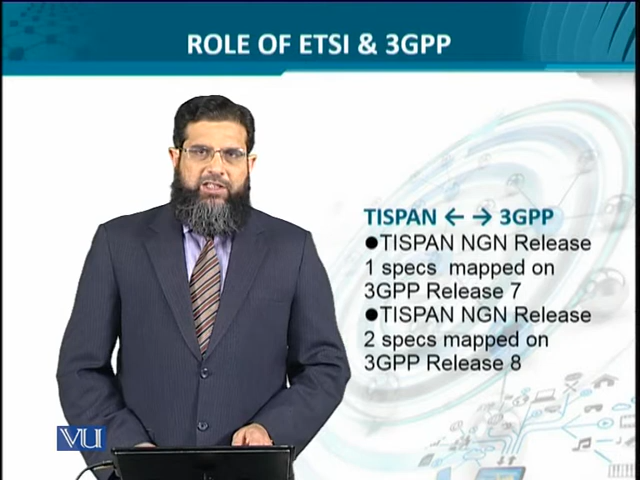 ROLE OF ETSI & 3GPP
TISPAN ← → 3GPP
●TISPAN NGN Release
1 specs mapped on
3GPP Release 7
●TISPAN NGN Release
2 specs mapped on
3GPP Release 8
VU